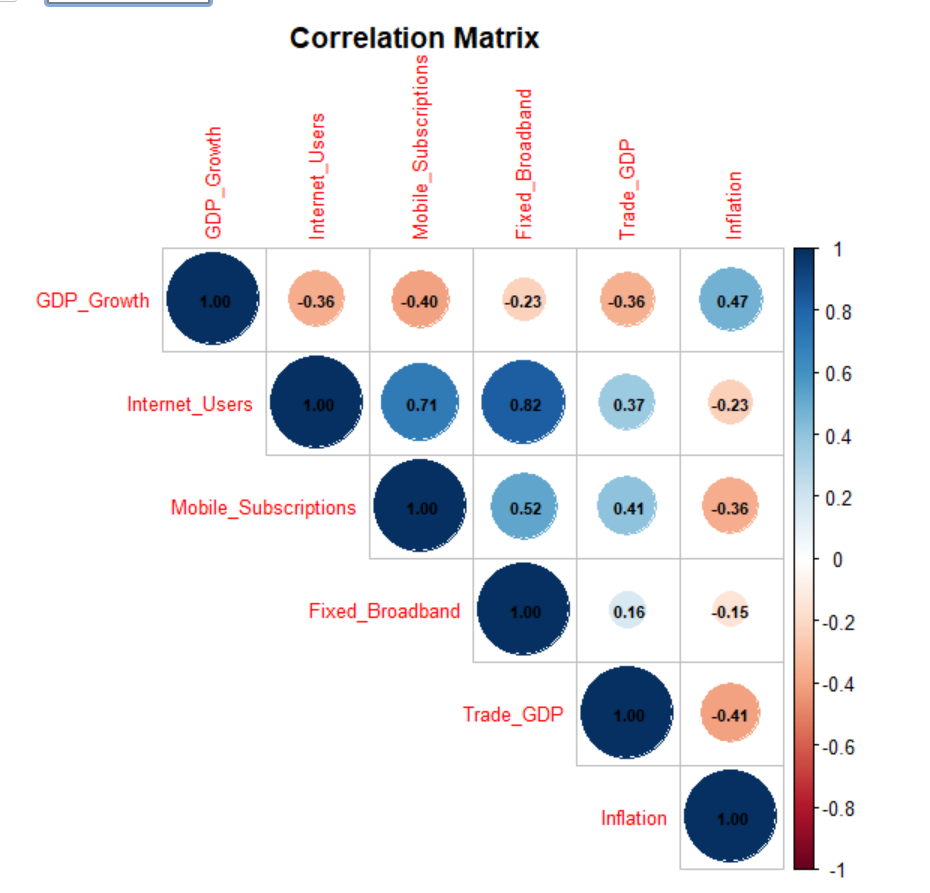 Correlation Matrix
GDP_Growth
Internet_Users
Mobile_Subscriptions
Fixed_Broadband
Trade_GDP
Inflation
GDP_Growth 1.00 -0.36 -0.40 -0.23 -0.36 0.47
Internet_Users 1.00 0.71 0.82 0.37 -0.23
Mobile_Subscriptions 1.00 0.52 0.41 -0.36
Fixed_Broadband 1.00 0.16 -0.15
Trade_GDP 1.00 -0.41
Inflation 1.00
1
0.8
0.6
0.4
0.2
0
-0.2
-0.4
-0.6
-0.8
-1